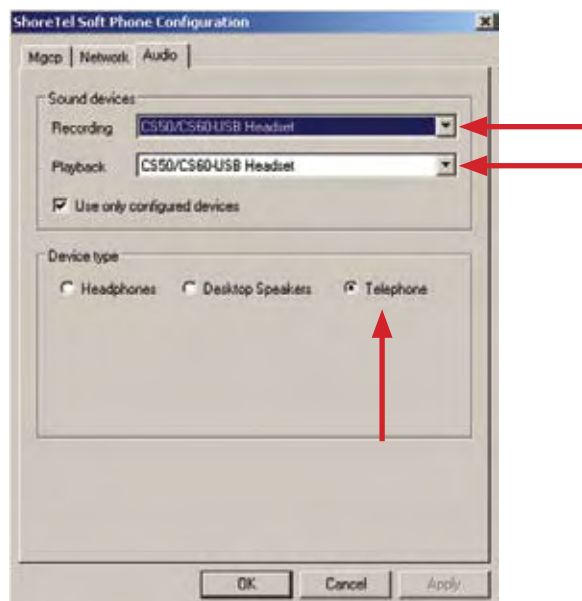 ShoreTel Soft Phone Configuration
Mgcp Network Audio
Sound devices
Recording CS50/CS60-USB Headset
Playback CS50/CS60-USB Headset
Use only configured devices
Device type
Headphones Desktop Speakers Telephone
OK Cancel Apply